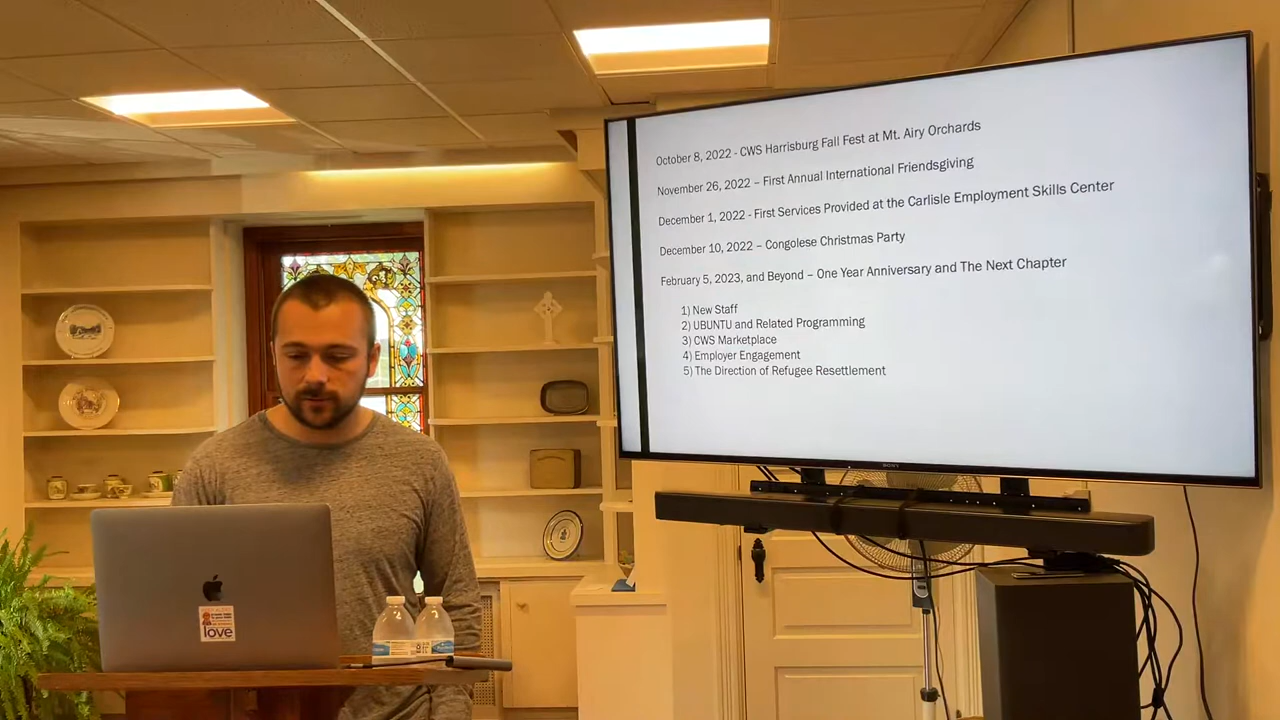 October 8, 2022 - CWS Harrisburg Fall Fest at Mt. Airy Orchards
November 26, 2022 – First Annual International Friendsgiving
December 1, 2022 - First Services Provided at the Carlisle Employment Skills Center
December 10, 2022 – Congolese Christmas Party
February 5, 2023, and Beyond – One Year Anniversary and The Next Chapter
1) New Staff
2) UBUNTU and Related Programming
3) CWS Marketplace
4) Employer Engagement
5) The Direction of Refugee Resettlement
SONY
love